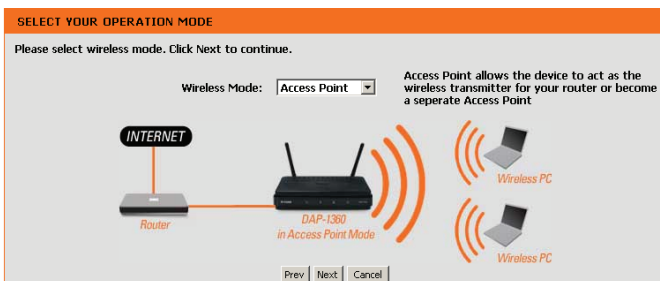 SELECT YOUR OPERATION MODE
Please select wireless mode. Click Next to continue.
Wireless Mode: Access Point
Access Point allows the device to act as the
wireless transmitter for your router or become
a seperate Access Point
INTERNET
Router
DAP-1360
in Access Point Mode
Wireless PC
Wireless PC
Prev Next Cancel